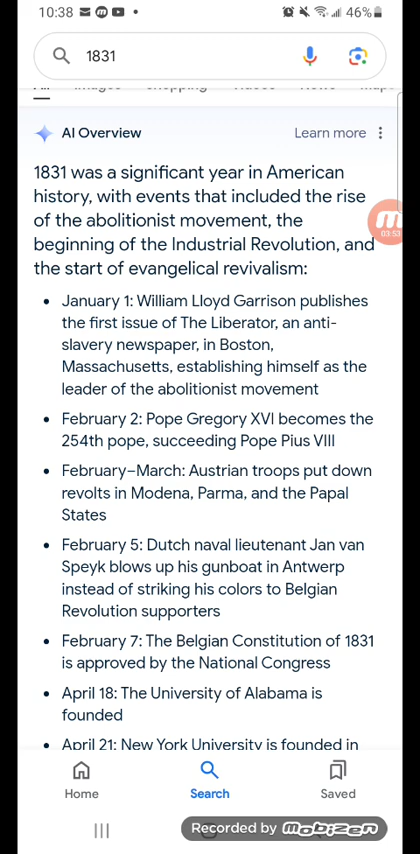 10:38
46%
1831
All Images Shopping Videos News Maps
AI Overview
Learn more
1831 was a significant year in American
history, with events that included the rise
of the abolitionist movement, the
beginning of the Industrial Revolution, and
the start of evangelical revivalism:
03:53
• January 1: William Lloyd Garrison publishes
the first issue of The Liberator, an anti-
slavery newspaper, in Boston,
Massachusetts, establishing himself as the
leader of the abolitionist movement
• February 2: Pope Gregory XVI becomes the
254th pope, succeeding Pope Pius VIII
• February–March: Austrian troops put down
revolts in Modena, Parma, and the Papal
States
• February 5: Dutch naval lieutenant Jan van
Speyk blows up his gunboat in Antwerp
instead of striking his colors to Belgian
Revolution supporters
• February 7: The Belgian Constitution of 1831
is approved by the National Congress
• April 18: The University of Alabama is
founded
• April 21: New York University is founded in
Home
Search
Saved
Recorded by mobizen